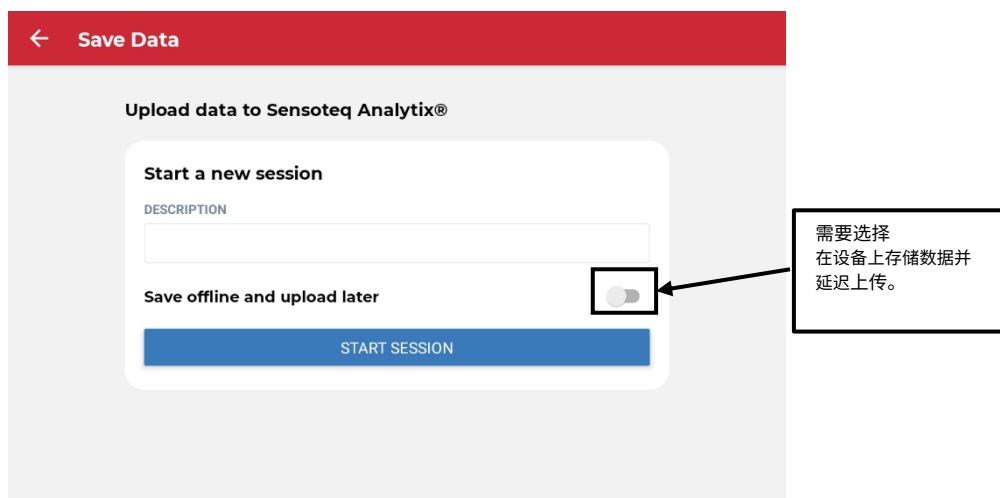 Save Data
Upload data to Sensoteq Analytix®
Start a new session
DESCRIPTION
Save offline and upload later
START SESSION
需要选择
在设备上存储数据并
延迟上传。